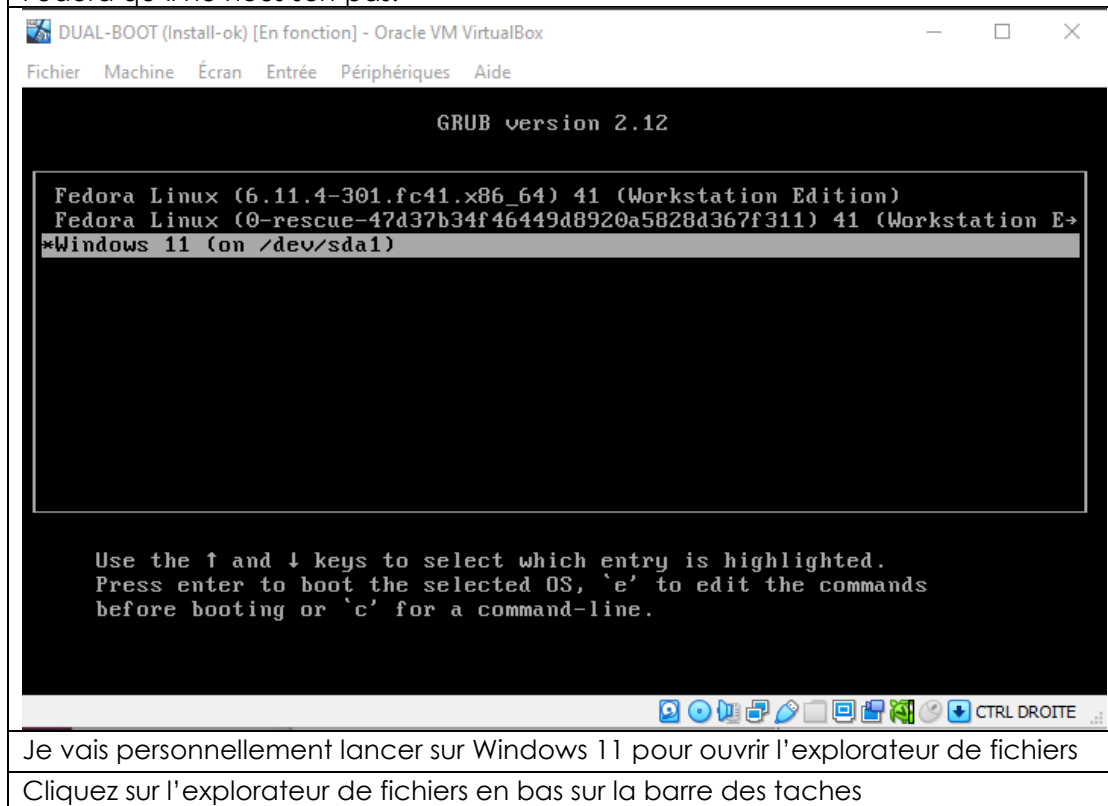 DUAL-BOOT (Install-ok) [En fonction] - Oracle VM VirtualBox
Fichier Machine Écran Entrée Périphériques Aide
GRUB version 2.12
Fedora Linux (6.11.4-301.fc41.x86_64) 41 (Workstation Edition)
Fedora Linux (0-rescue-47d37b34f46449d8920a5828d367f311) 41 (Workstation E→
*Windows 11 (on /dev/sda1)
Use the ↑ and ↓ keys to select which entry is highlighted.
Press enter to boot the selected OS, `e' to edit the commands
before booting or `c' for a command-line.
CTRL DROITE
Je vais personnellement lancer sur Windows 11 pour ouvrir l’explorateur de fichiers
Cliquez sur l’explorateur de fichiers en bas sur la barre des taches